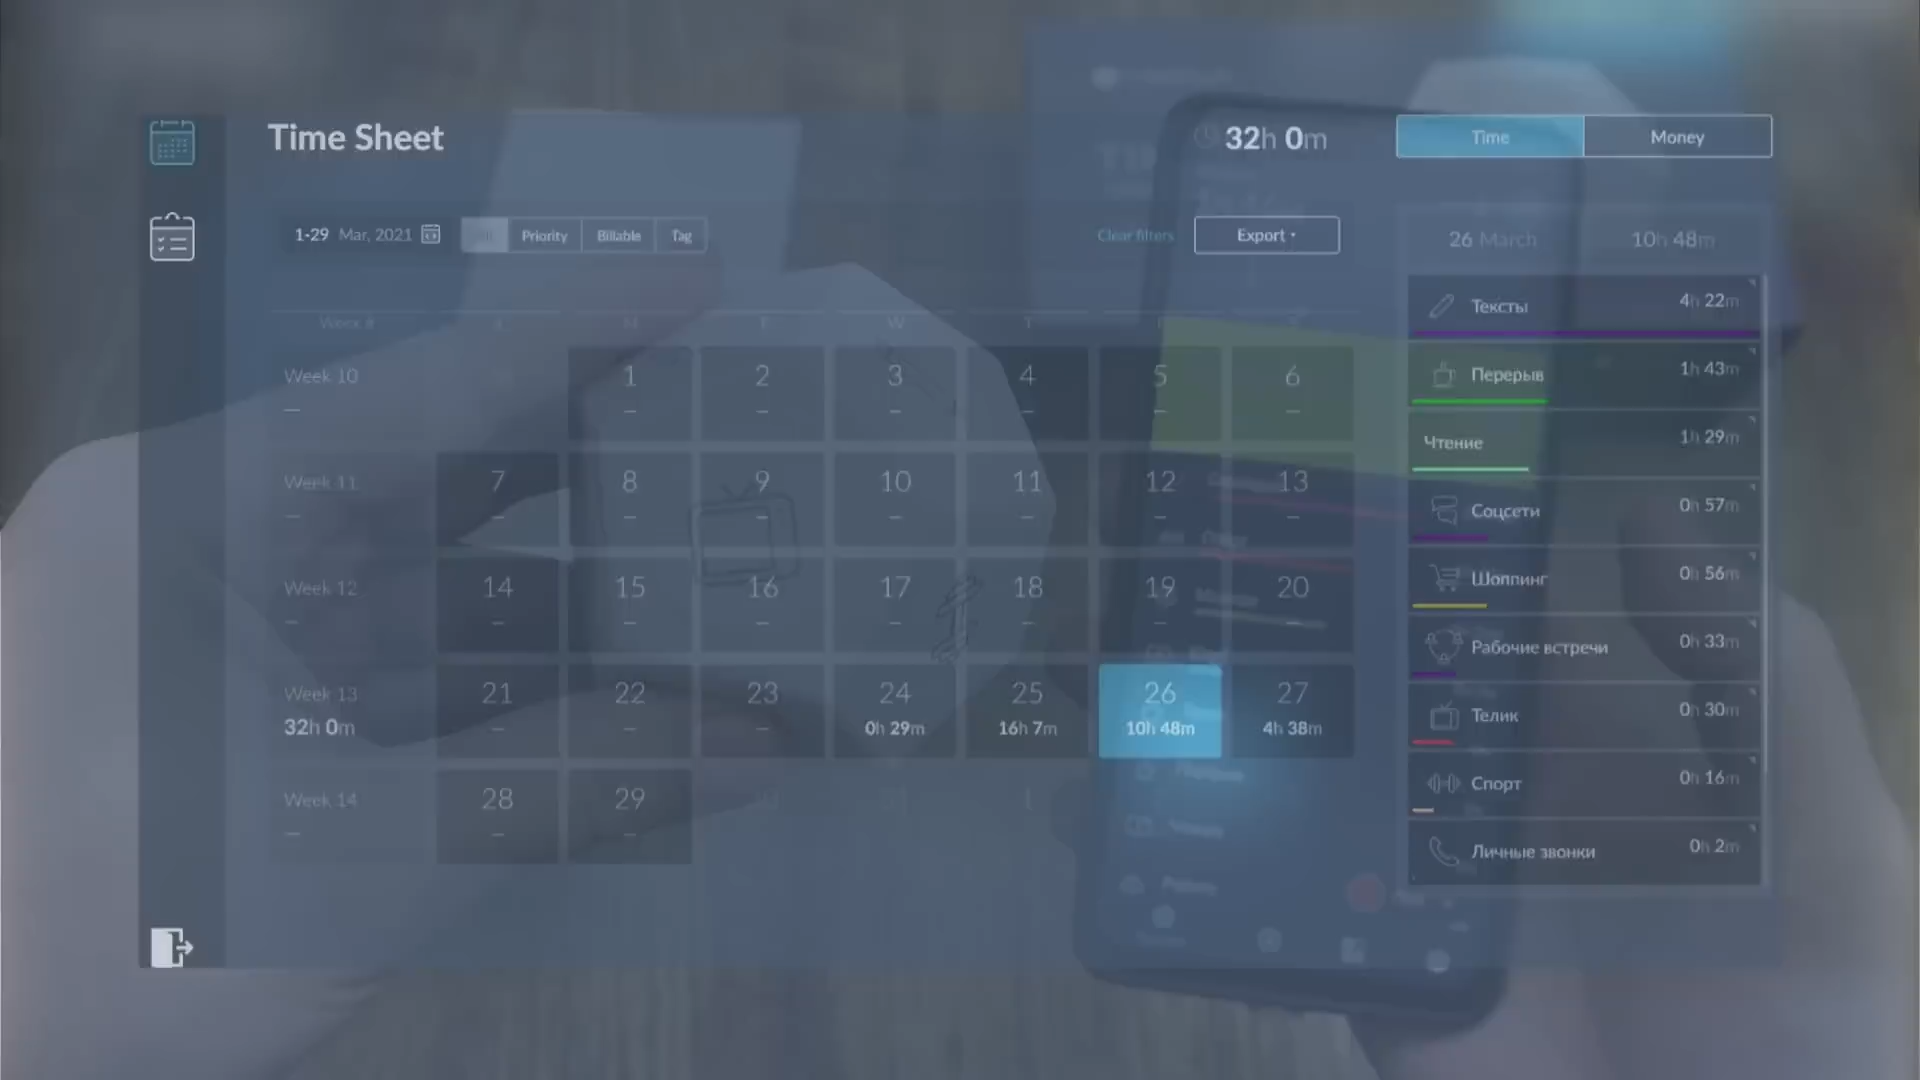 Time Sheet
32h 0m
Time
Money
1-29 Mar, 2021
Priority
Billable
Tag
Clear filters
Export
26 March
10h 48m
Week #
M
W
T
Week 10
–
1
–
2
–
3
–
4
–
5
–
6
–
Week 11
–
7
–
8
–
9
–
10
–
11
–
12
–
13
–
Week 12
–
14
–
15
–
16
–
17
–
18
–
19
–
20
–
Week 13
32h 0m
21
–
22
–
23
–
24
0h 29m
25
16h 7m
26
10h 48m
27
4h 38m
Week 14
–
28
–
29
–
Тексты 4h 22m
Перерыв 1h 43m
Чтение 1h 29m
Соцсети 0h 57m
Шоппинг 0h 56m
Рабочие встречи 0h 33m
Телик 0h 30m
Спорт 0h 16m
Личные звонки 0h 2m